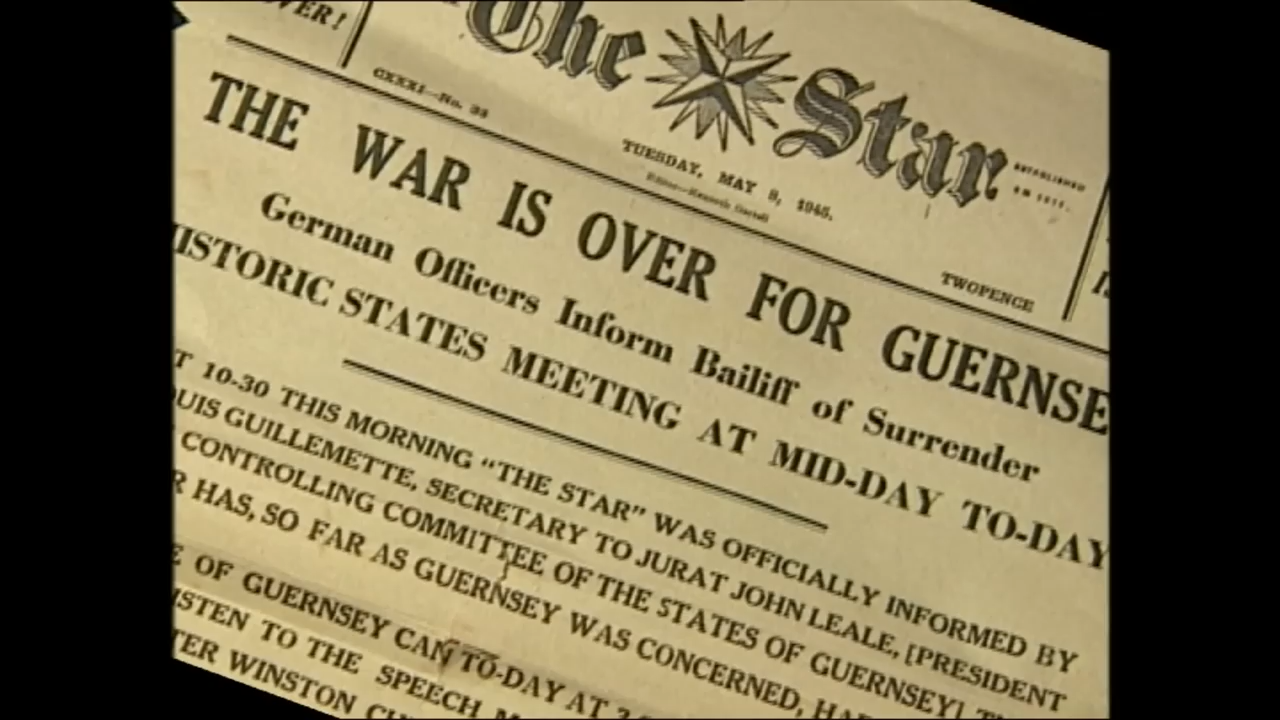 OVER!
The Star
ESTABLISHED
CXXXI—No. 33
TUESDAY, MAY 8, 1945.
TWOPENCE
THE WAR IS OVER FOR GUERNSE
German Officers Inform Bailiff of Surrender
ISTORIC STATES MEETING AT MID-DAY TO-DAY
T 10-30 THIS MORNING “THE STAR” WAS OFFICIALLY INFORMED BY
UIS GUILLEMETTE, SECRETARY TO JURAT JOHN LEALE, [PRESIDENT
CONTROLLING COMMITTEE OF THE STATES OF GUERNSEY]
R HAS, SO FAR AS GUERNSEY WAS CONCERNED,
E OF GUERNSEY CAN TO-DAY AT
ISTEN TO THE SPEECH
TER WINSTON